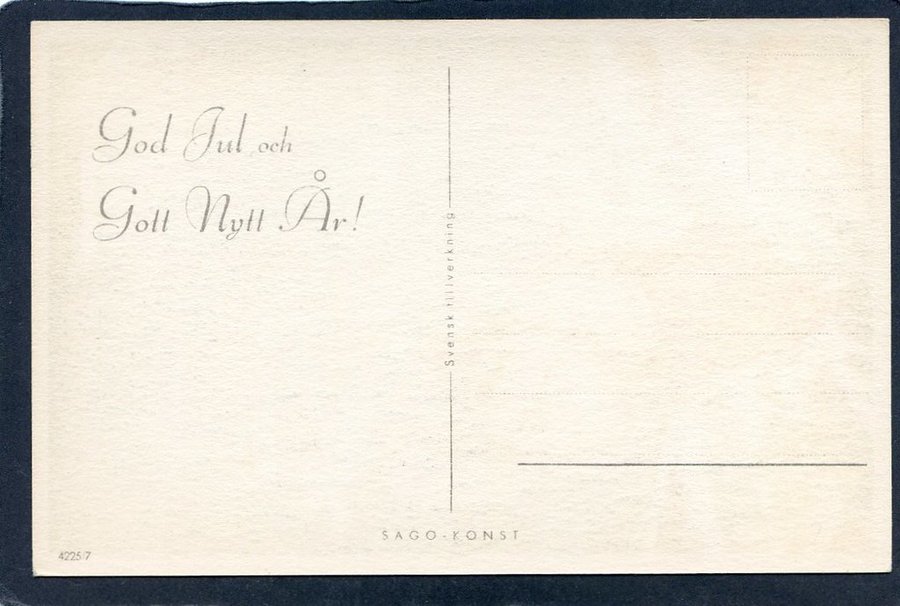 God Jul och
Gott Nytt År!
Svensk tillverkning
SAGO-KONST
4225/7